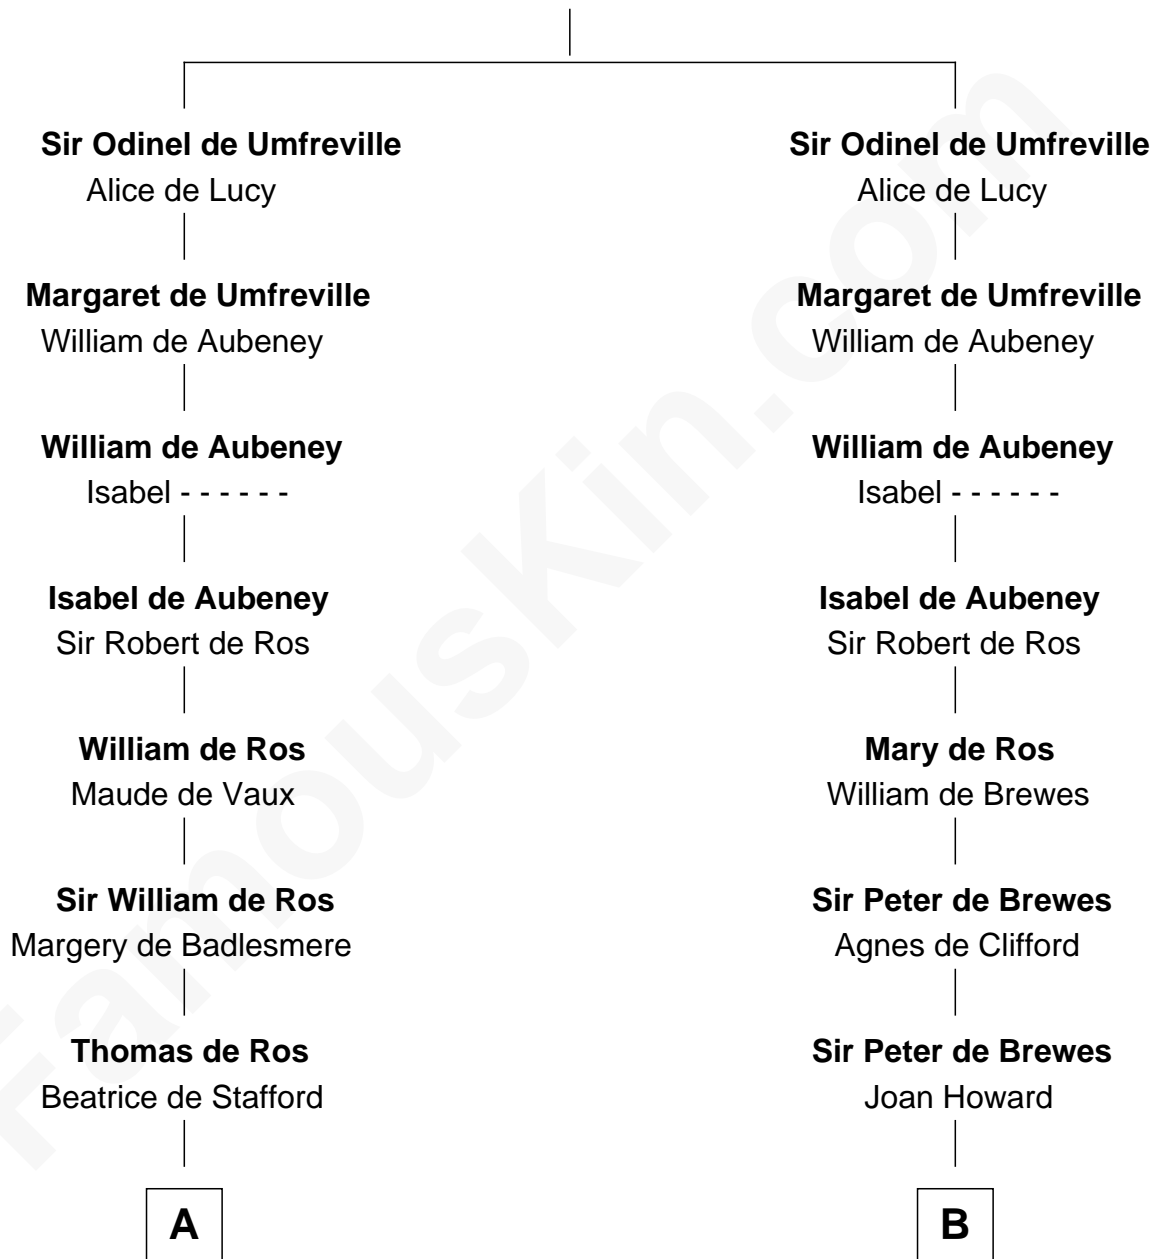 Sir Odinel de Umfreville
Alice de Lucy
Margaret de Umfreville
William de Aubeney
William de Aubeney
Isabel - - - - - -
Isabel de Aubeney
Sir Robert de Ros
William de Ros
Maude de Vaux
Sir William de Ros
Margery de Badlesmere
Thomas de Ros
Beatrice de Stafford
A
Sir Odinel de Umfreville
Alice de Lucy
Margaret de Umfreville
William de Aubeney
William de Aubeney
Isabel - - - - - -
Isabel de Aubeney
Sir Robert de Ros
Mary de Ros
William de Brewes
Sir Peter de Brewes
Agnes de Clifford
Sir Peter de Brewes
Joan Howard
B
FamousKin.com